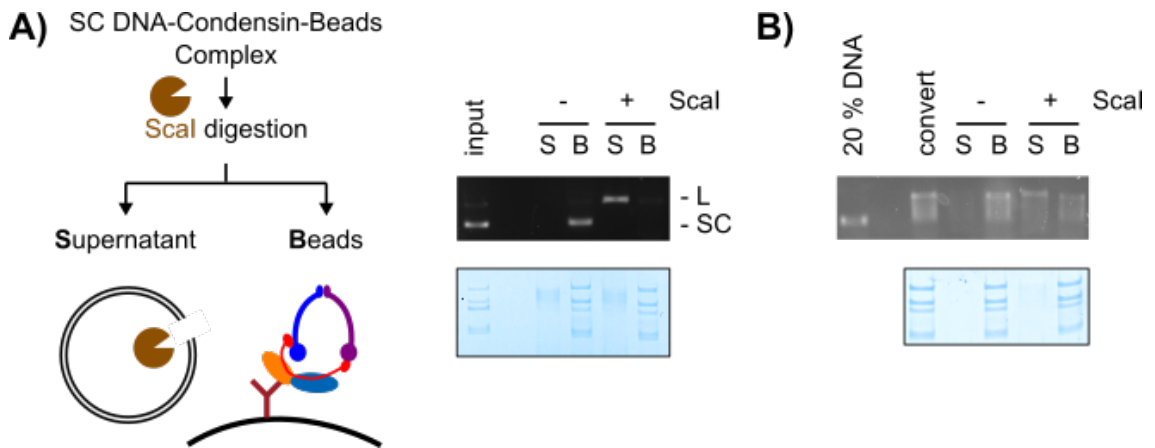 A)
SC DNA-Condensin-Beads
Complex
ScaI digestion
Supernatant
Beads
input
- + ScaI
S B S B
- L
- SC
B)
20 % DNA
convert
- + ScaI
S B S B